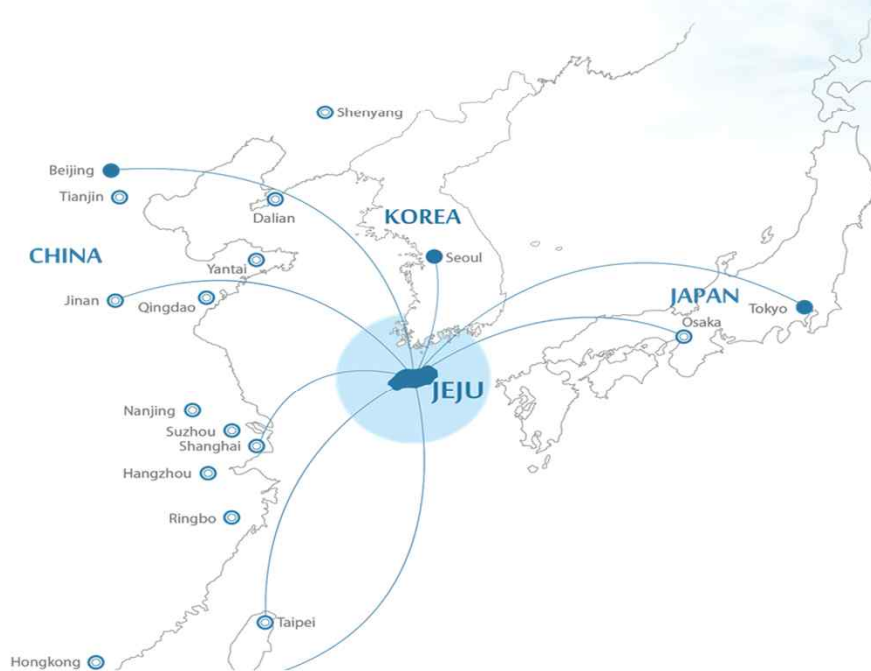 Shenyang
Beijing
Tianjin
Dalian
KOREA
CHINA
Yantai
Seoul
Jinan
Qingdao
JAPAN
Tokyo
Osaka
JEJU
Nanjing
Suzhou
Shanghai
Hangzhou
Ringbo
Taipei
Hongkong